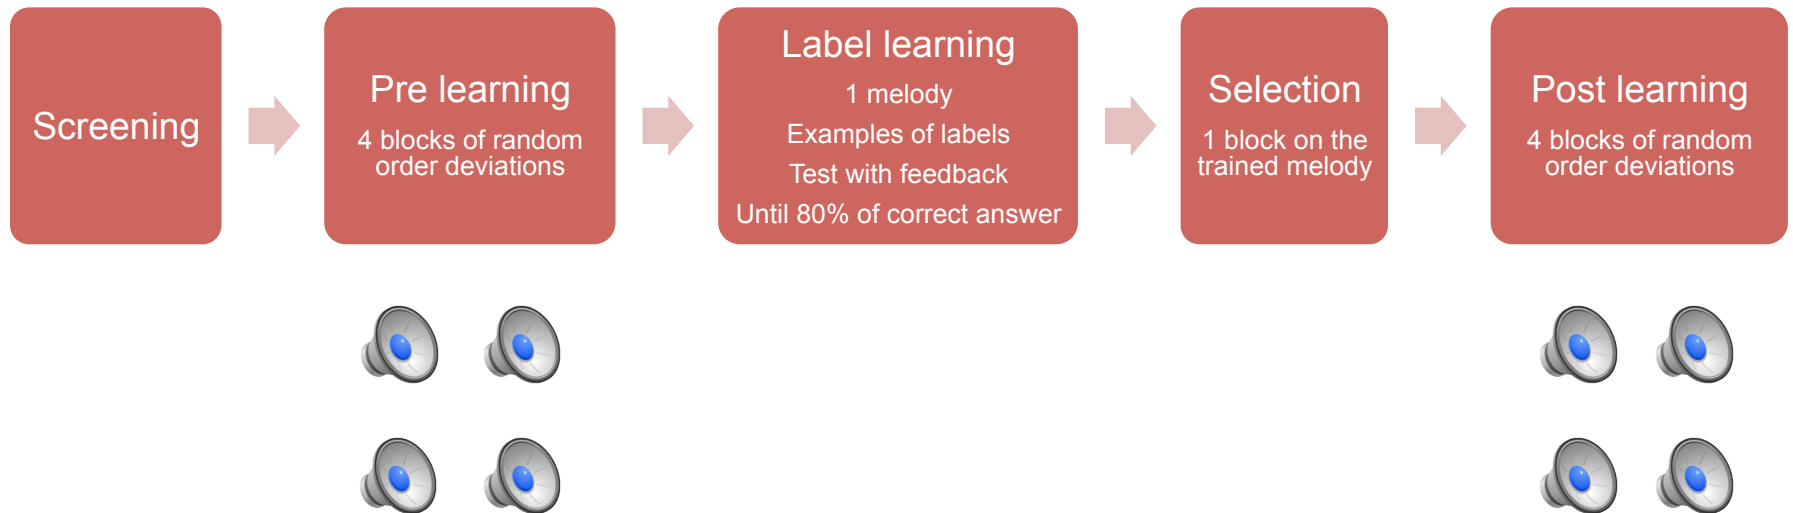 Screening
Pre learning
4 blocks of random
order deviations
Label learning
1 melody
Examples of labels
Test with feedback
Until 80% of correct answer
Selection
1 block on the
trained melody
Post learning
4 blocks of random
order deviations